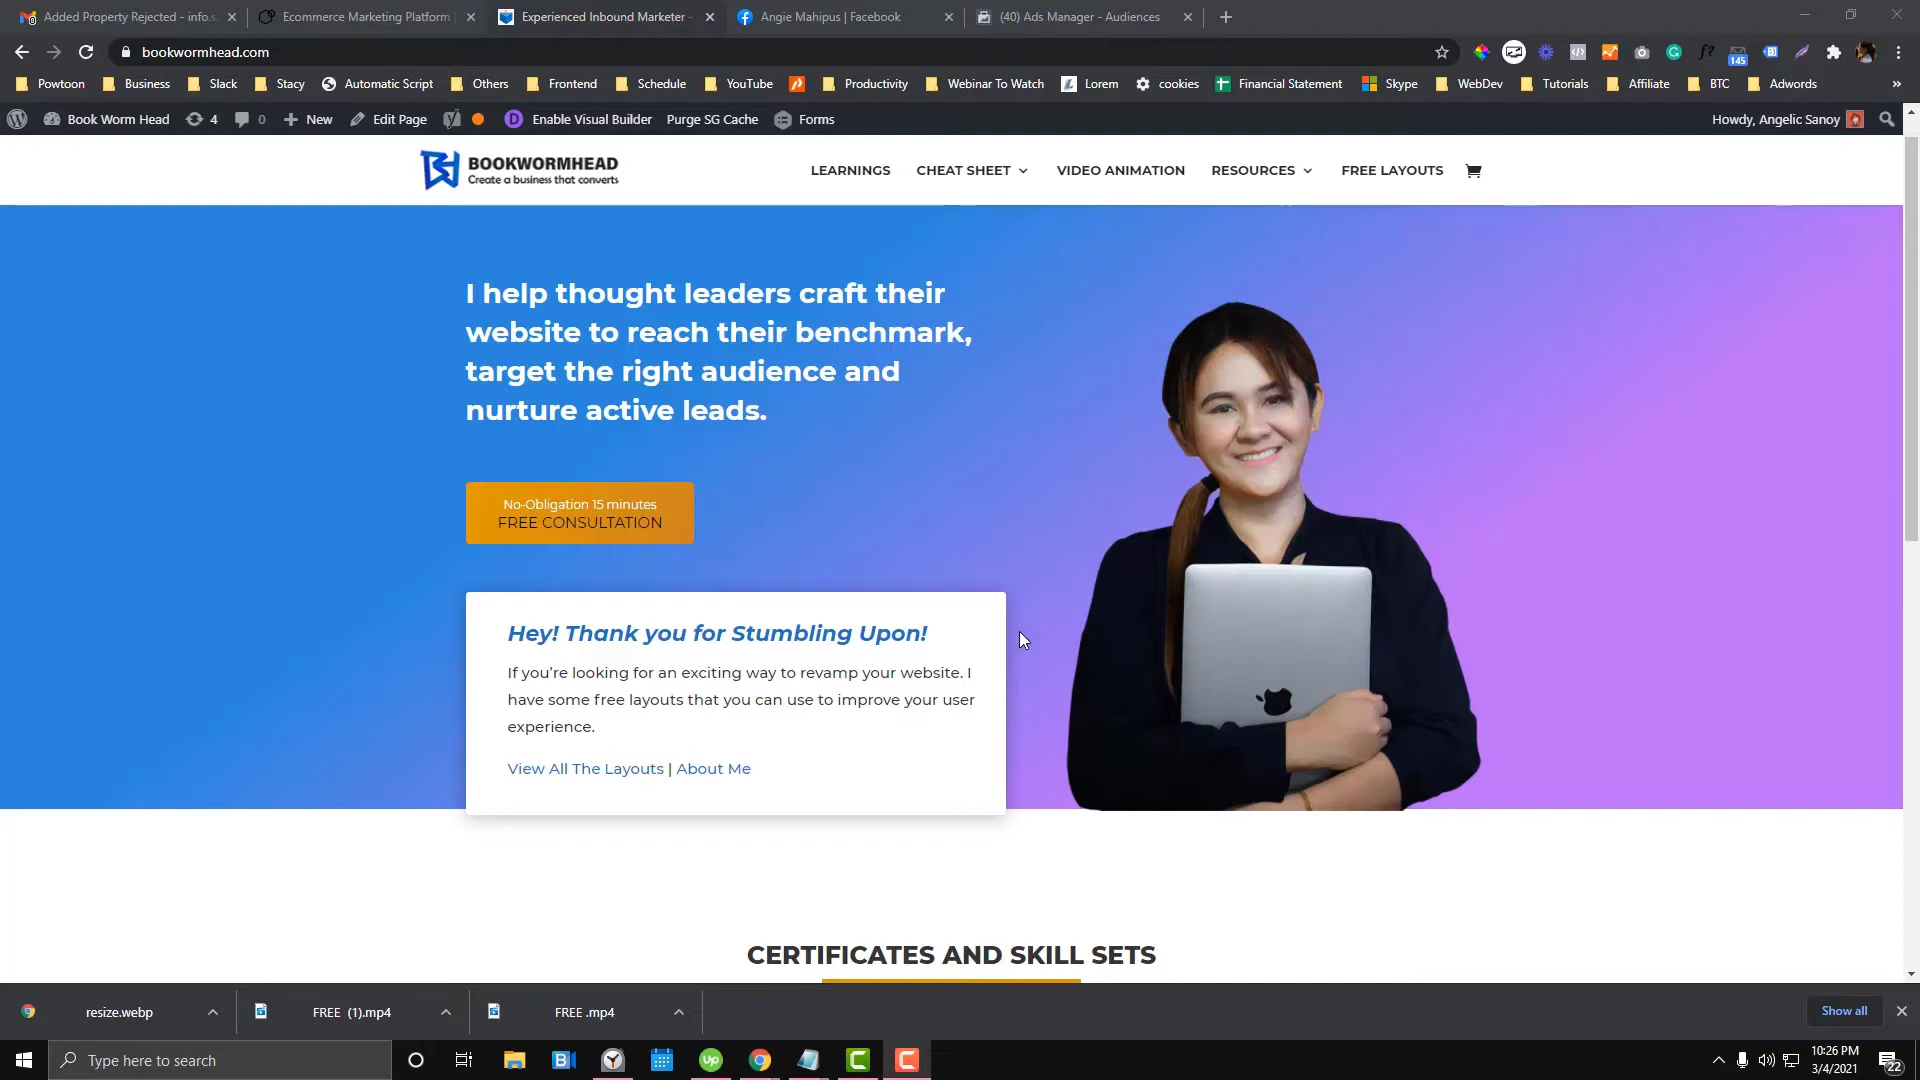 Added Property Rejected - info.s
Ecommerce Marketing Platform
Experienced Inbound Marketer -
Angie Mahipus | Facebook
(40) Ads Manager - Audiences
bookwormhead.com
145
Powtoon
Business
Slack
Stacy
Automatic Script
Others
Frontend
Schedule
YouTube
Productivity
Webinar To Watch
Lorem
cookies
Financial Statement
Skype
WebDev
Tutorials
Affiliate
BTC
Adwords
»
Book Worm Head
4
0
New
Edit Page
Enable Visual Builder
Purge SG Cache
Forms
Howdy, Angelic Sanoy
BOOKWORMHEAD
Create a business that converts
LEARNINGS
CHEAT SHEET
VIDEO ANIMATION
RESOURCES
FREE LAYOUTS
I help thought leaders craft their
website to reach their benchmark,
target the right audience and
nurture active leads.
No-Obligation 15 minutes
FREE CONSULTATION
Hey! Thank you for Stumbling Upon!
If you’re looking for an exciting way to revamp your website. I
have some free layouts that you can use to improve your user
experience.
View All The Layouts | About Me
CERTIFICATES AND SKILL SETS
resize.webp
FREE (1).mp4
FREE .mp4
Show all
Type here to search
10:26 PM
3/4/2021
22